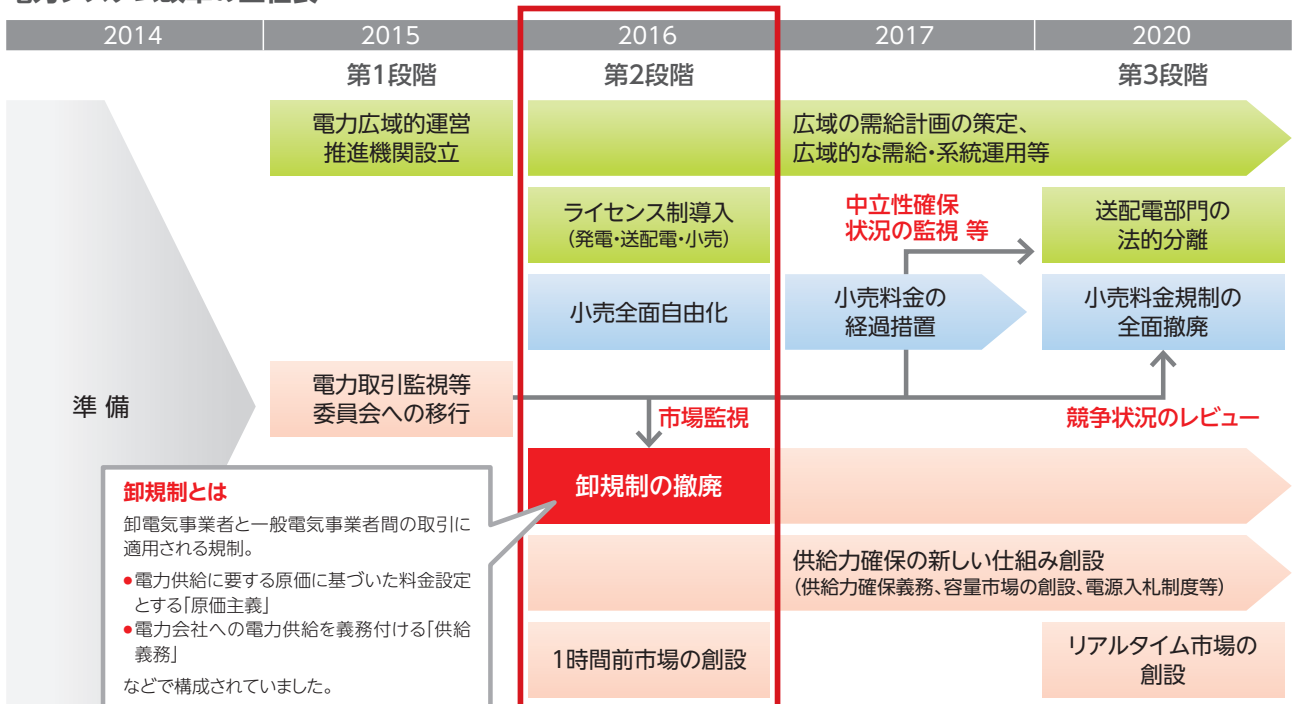 2014
2015
2016
2017
2020
第1段階
第2段階
第3段階
電力広域的運営
推進機関設立
広域の需給計画の策定、
広域的な需給・系統運用等
ライセンス制導入
(発電・送配電・小売)
中立性確保
状況の監視 等
送配電部門の
法的分離
小売全面自由化
小売料金の
経過措置
小売料金規制の
全面撤廃
準 備
電力取引監視等
委員会への移行
市場監視
競争状況のレビュー
卸規制の撤廃
卸規制とは
卸電気事業者と一般電気事業者間の取引に
適用される規制。
●電力供給に要する原価に基づいた料金設定
とする「原価主義」
●電力会社への電力供給を義務付ける「供給
義務」
などで構成されていました。
供給力確保の新しい仕組み創設
(供給力確保義務、容量市場の創設、電源入札制度等)
1時間前市場の創設
リアルタイム市場の
創設